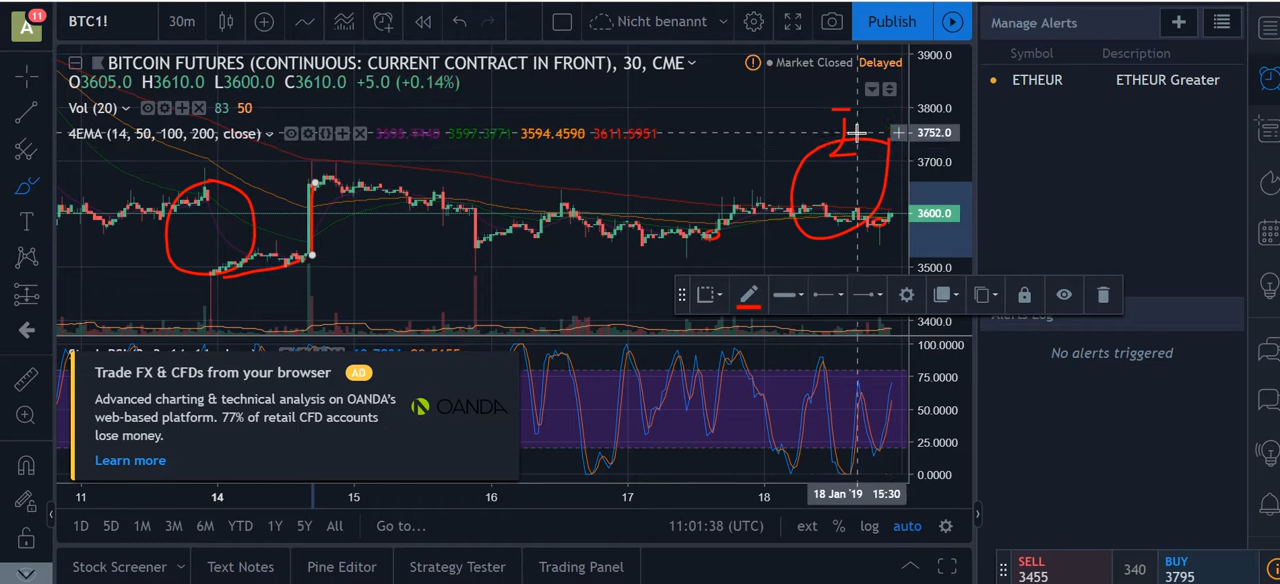 A!
11
BTC1!
30m
Nicht benannt
Publish
Manage Alerts
BITCOIN FUTURES (CONTINUOUS: CURRENT CONTRACT IN FRONT), 30, CME
Market Closed
Delayed
O3605.0 H3610.0 L3600.0 C3610.0 +5.0 (+0.14%)
Vol (20) 83 50
4EMA (14, 50, 100, 200, close) 3597.3771 3594.4590 3611.5951
3900.0
3800.0
3752.0
3700.0
3600.0
3500.0
3400.0
Symbol Description
ETHEUR ETHEUR Greater
Alerts Log
No alerts triggered
100.0000
75.0000
50.0000
25.0000
0.0000
Trade FX & CFDs from your browser AD
Advanced charting & technical analysis on OANDA's
web-based platform. 77% of retail CFD accounts
lose money.
Learn more
OANDA
11 14 15 16 17 18
18 Jan '19 15:30
1D 5D 1M 3M 6M YTD 1Y 5Y All Go to... 11:01:38 (UTC) ext % log auto
Stock Screener Text Notes Pine Editor Strategy Tester Trading Panel
SELL
3455
340
BUY
3795